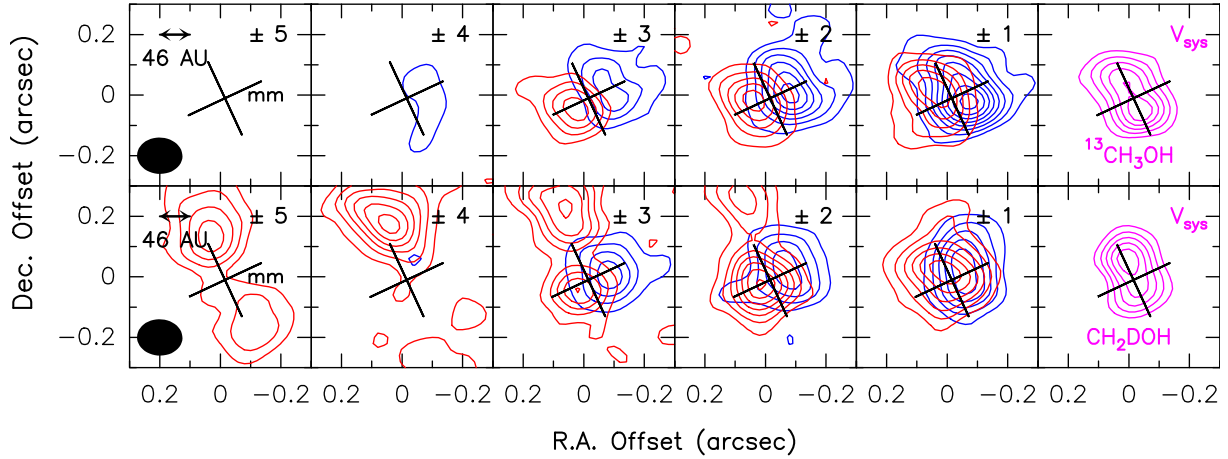 0.2 ± 5 ± 4 ± 3 ± 2 ± 1 Vsys
46 AU
0 mm
−0.2 ¹³CH₃OH
0.2 ± 5 ± 4 ± 3 ± 2 ± 1 Vsys
46 AU
0 mm
−0.2 CH₂DOH
0.2 0 −0.2 0.2 0 −0.2 0.2 0 −0.2 0.2 0 −0.2 0.2 0 −0.2 0.2 0 −0.2
R.A. Offset (arcsec)
Dec. Offset (arcsec)